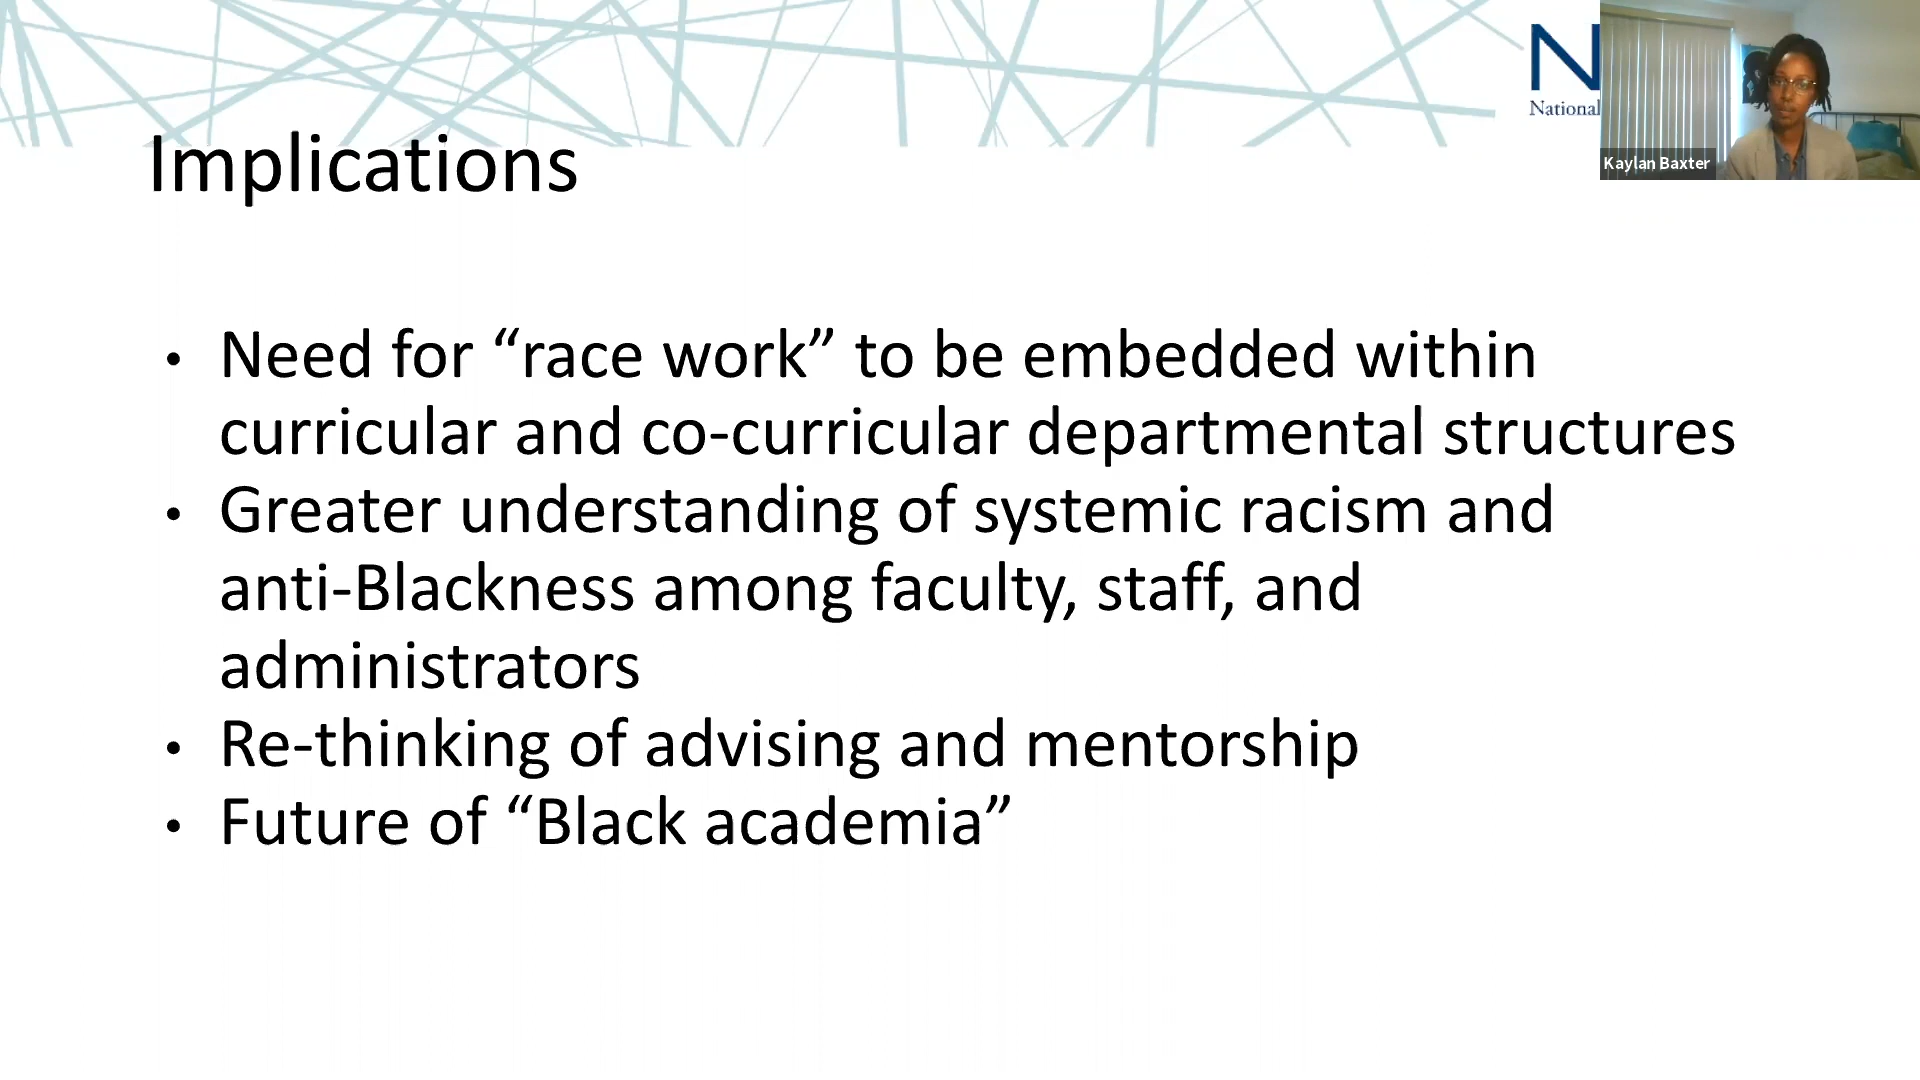 N
National
Kaylan Baxter
Implications
• Need for “race work” to be embedded within
curricular and co-curricular departmental structures
• Greater understanding of systemic racism and
anti-Blackness among faculty, staff, and
administrators
• Re-thinking of advising and mentorship
• Future of “Black academia”